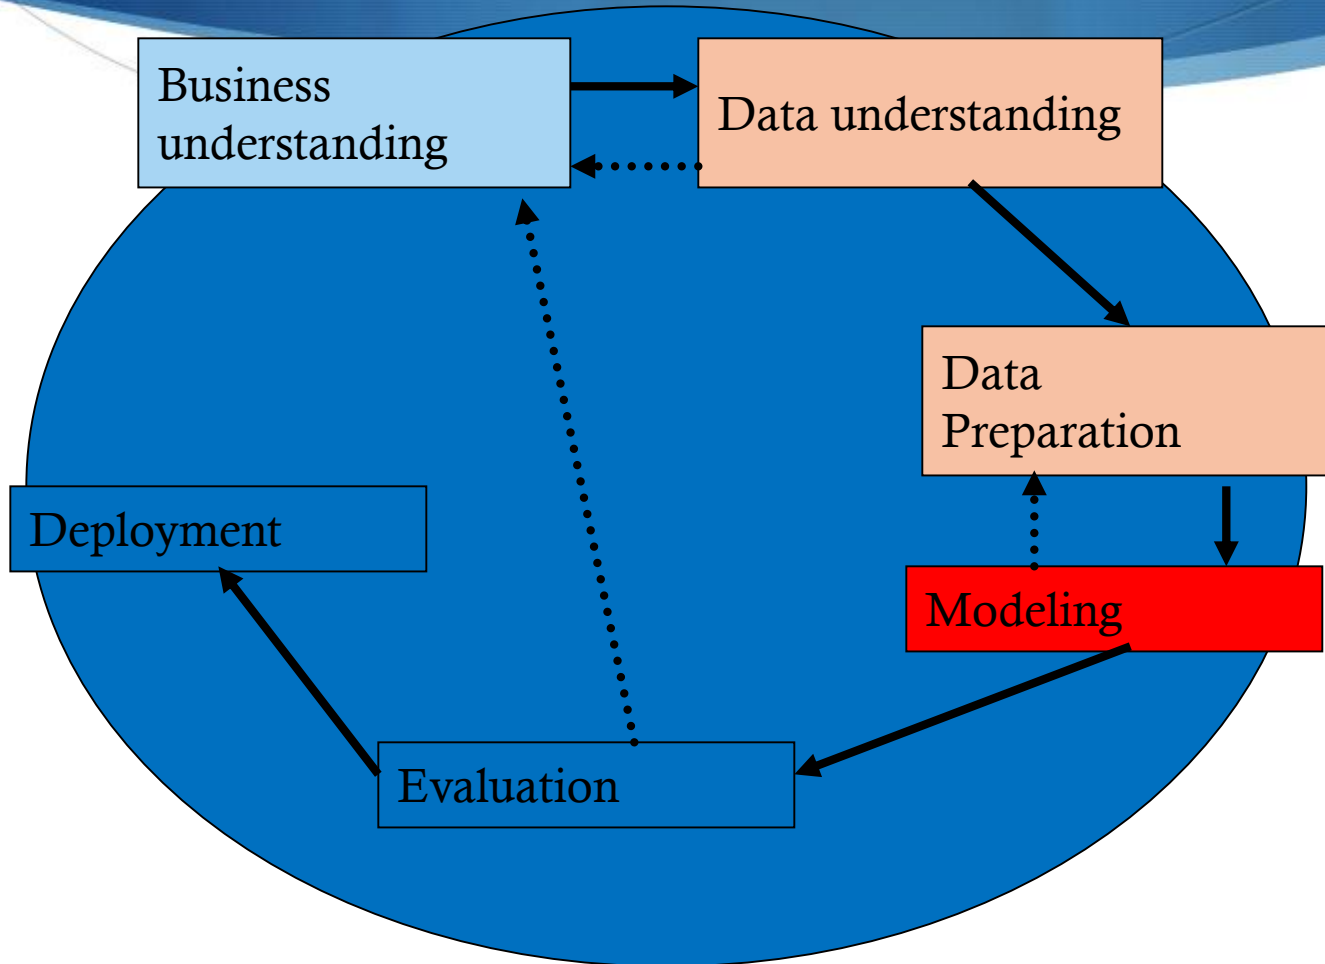 Business
understanding
Data understanding
Data
Preparation
Modeling
Evaluation
Deployment